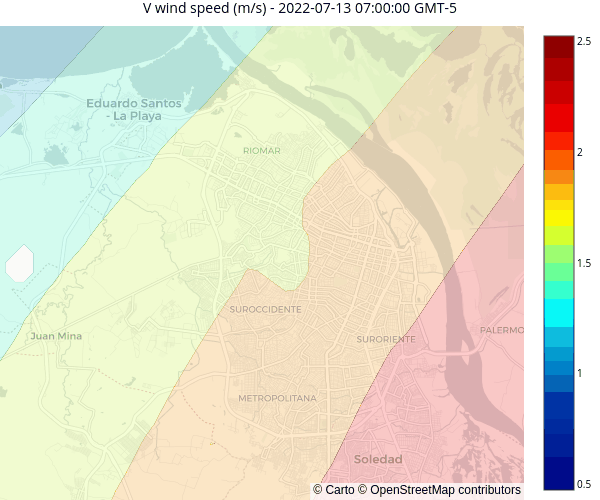 V wind speed (m/s) - 2022-07-13 07:00:00 GMT-5
2.5
Eduardo Santos
- La Playa
RIOMAR
2
1.5
SUROCCIDENTE
Juan Mina
SURORIENTE
PALERMO
1
METROPOLITANA
Soledad
© Carto © OpenStreetMap contributors
0.5